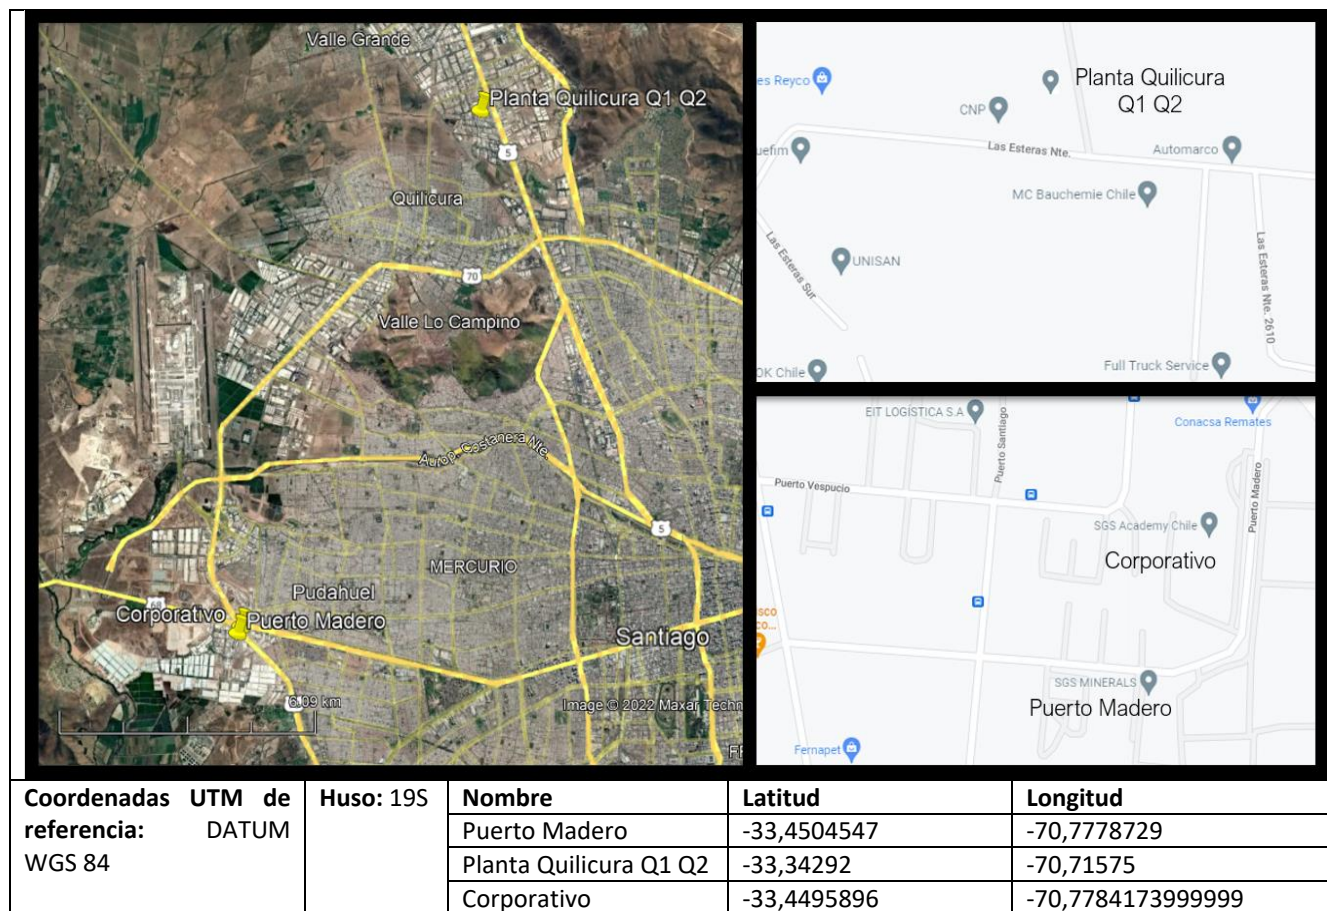 Valle Grande
Planta Quilicura Q1 Q2
5
Quilicura
70
Valle Lo Campino
Autop. Costanera Nte.
5
MERCURIO
Pudahuel
Corporativo
Puerto Madero
Santiago
6.09 km
Image © 2022 Maxar Techn
es Reyco
Planta Quilicura
Q1 Q2
CNP
Las Esteras Nte.
Automarco
uefim
MC Bauchemie Chile
Las Esteras Sur
UNISAN
Las Esteras Nte. 2610
OK Chile
Full Truck Service
EIT LOGÍSTICA S.A
Puerto Santiago
Conacsa Remates
Puerto Vespucio
Puerto Madero
SGS Academy Chile
Corporativo
sco
co...
SGS MINERALS
Puerto Madero
Fernapet
Coordenadas UTM de
referencia: DATUM
WGS 84
Huso: 19S
Nombre Latitud Longitud
Puerto Madero -33,4504547 -70,7778729
Planta Quilicura Q1 Q2 -33,34292 -70,71575
Corporativo -33,4495896 -70,7784173999999